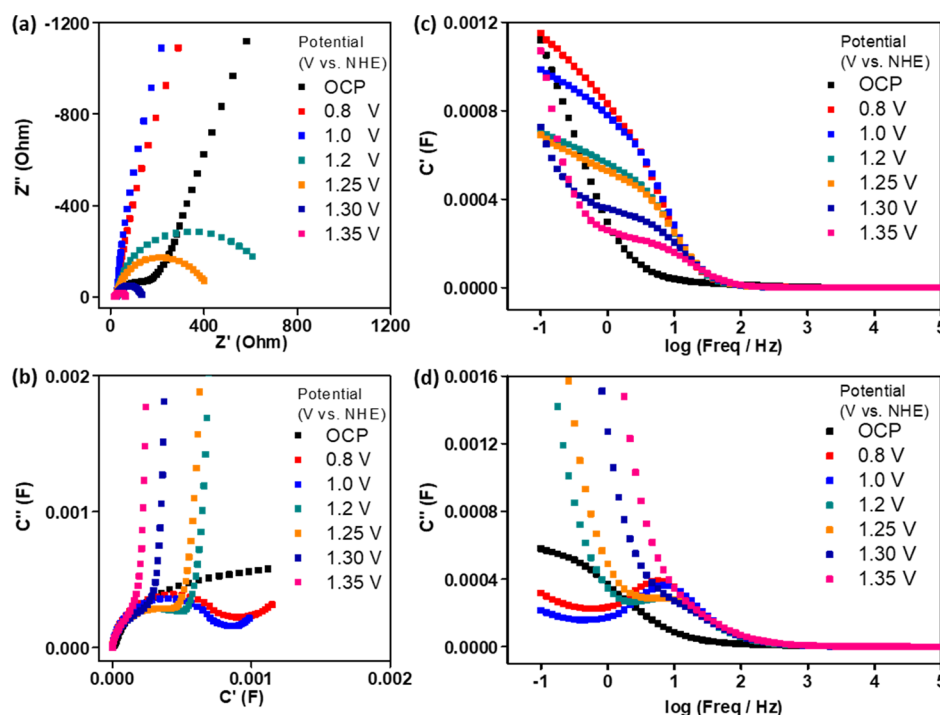 (a)
-1200
-800
-400
0
0
400
800
1200
Z" (Ohm)
Z' (Ohm)
Potential
(V vs. NHE)
OCP
0.8 V
1.0 V
1.2 V
1.25 V
1.30 V
1.35 V
(c)
0.0012
0.0008
0.0004
0.0000
-1
0
1
2
3
4
5
C' (F)
log (Freq / Hz)
Potential
(V vs. NHE)
OCP
0.8 V
1.0 V
1.2 V
1.25 V
1.30 V
1.35 V
(b)
0.002
0.001
0.000
0.000
0.001
0.002
C" (F)
C' (F)
Potential
(V vs. NHE)
OCP
0.8 V
1.0 V
1.2 V
1.25 V
1.30 V
1.35 V
(d)
0.0016
0.0012
0.0008
0.0004
0.0000
-1
0
1
2
3
4
5
C" (F)
log (Freq / Hz)
Potential
(V vs. NHE)
OCP
0.8 V
1.0 V
1.2 V
1.25 V
1.30 V
1.35 V